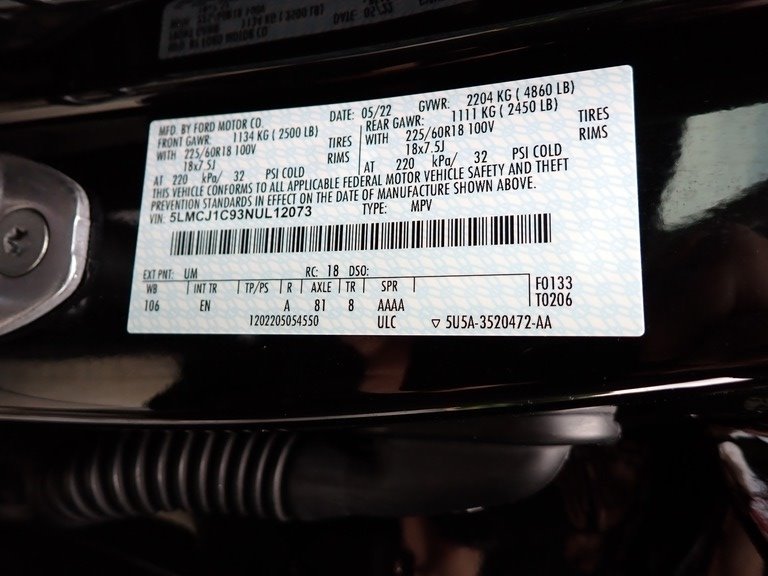 MFD. BY FORD MOTOR CO.
DATE: 05/22 GVWR: 2204 KG ( 4860 LB)
FRONT GAWR: 1134 KG ( 2500 LB)
REAR GAWR: 1111 KG ( 2450 LB)
WITH 225/60R18 100V TIRES
225/60R18 100V TIRES
18x7.5J RIMS
18x7.5J RIMS
AT 220 kPa/ 32 PSI COLD
AT 220 kPa/ 32 PSI COLD
THIS VEHICLE CONFORMS TO ALL APPLICABLE FEDERAL MOTOR VEHICLE SAFETY AND THEFT
PREVENTION STANDARDS IN EFFECT ON THE DATE OF MANUFACTURE SHOWN ABOVE.
VIN: 5LMCJ1C93NUL12073 TYPE: MPV
EXT PNT: UM RC: 18 DSO:
WB INT TR TP/PS R AXLE TR SPR F0133
106 EN A 81 8 AAAA T0206
1202205054550 ULC ▽ 5U5A-3520472-AA